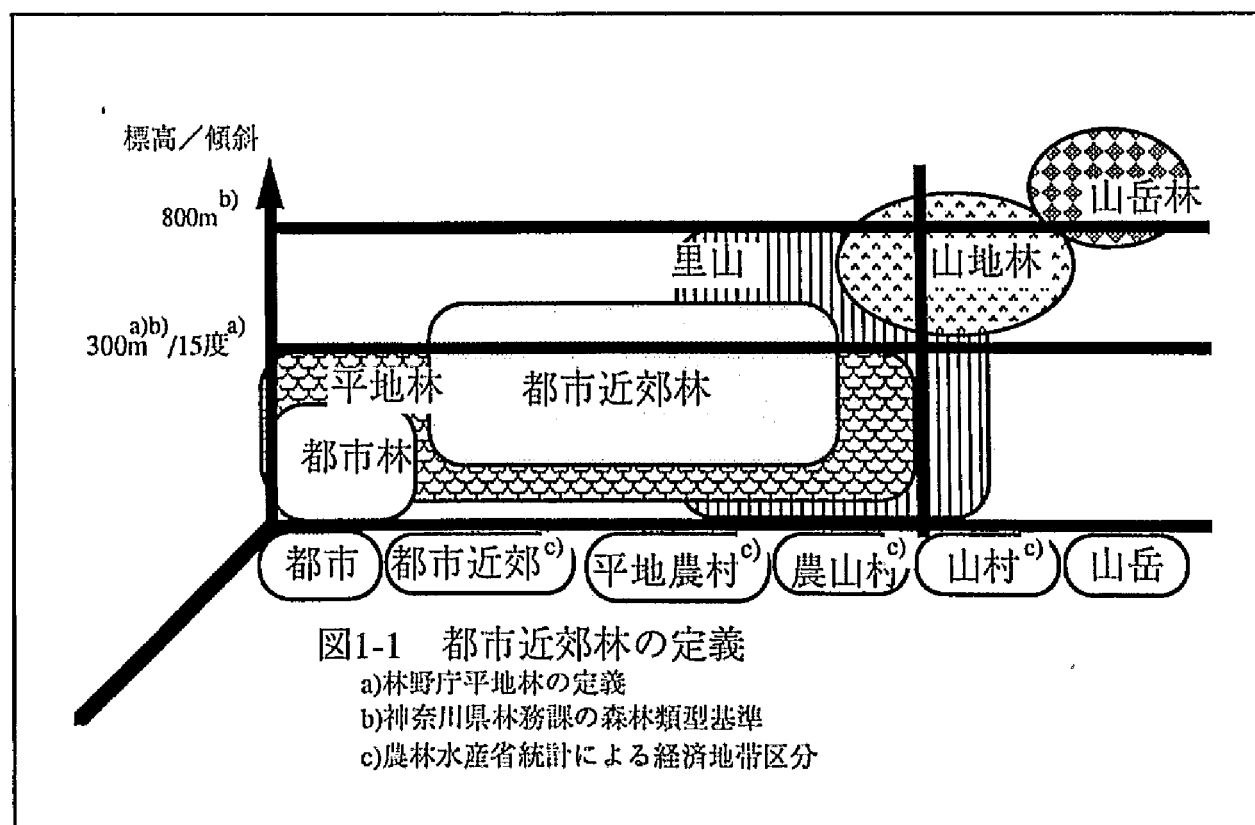 標高／傾斜
800m b)
山岳林
里山
山地林
300m a)b) /15度 a)
平地林
都市近郊林
都市林
都市
都市近郊 c)
平地農村 c)
農山村 c)
山村 c)
山岳
図1-1 都市近郊林の定義
a)林野庁平地林の定義
b)神奈川県林務課の森林類型基準
c)農林水産省統計による経済地帯区分